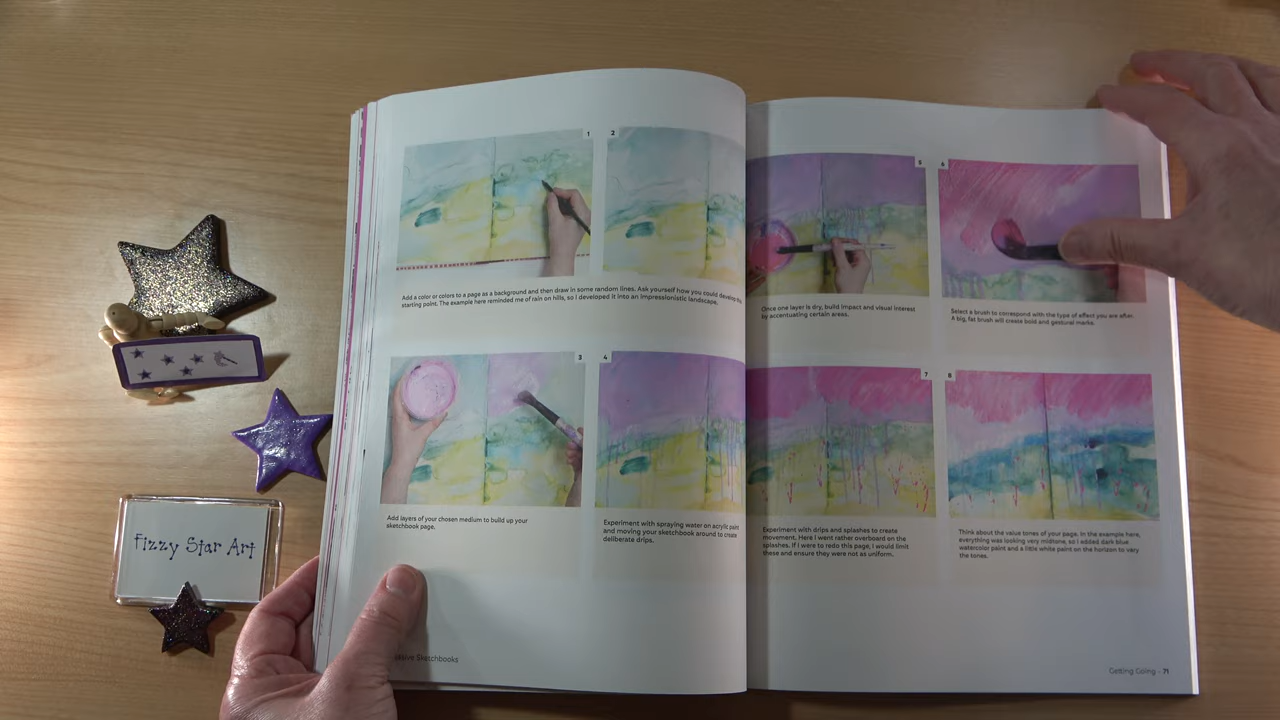 1
2
Add a color or colors to a page as a background and then draw in some random lines. Ask yourself how you could develop this
starting point. The example here reminded me of rain on hills, so I developed it into an impressionistic landscape.
3
4
Add layers of your chosen medium to build up your
sketchbook page.
Experiment with spraying water on acrylic paint
and moving your sketchbook around to create
deliberate drips.
Sketchbooks
5
6
Once one layer is dry, build impact and visual interest
by accentuating certain areas.
Select a brush to correspond with the type of effect you are after.
A big, fat brush will create bold and gestural marks.
7
8
Experiment with drips and splashes to create
movement. Here I went rather overboard on the
splashes. If I were to redo this page, I would limit
these and ensure they were not as uniform.
Think about the value tones of your page. In the example here,
everything was looking very midtone, so I added dark blue
watercolor paint and a little white paint on the horizon to vary
the tones.
Getting Going - 71
Fizzy Star Art